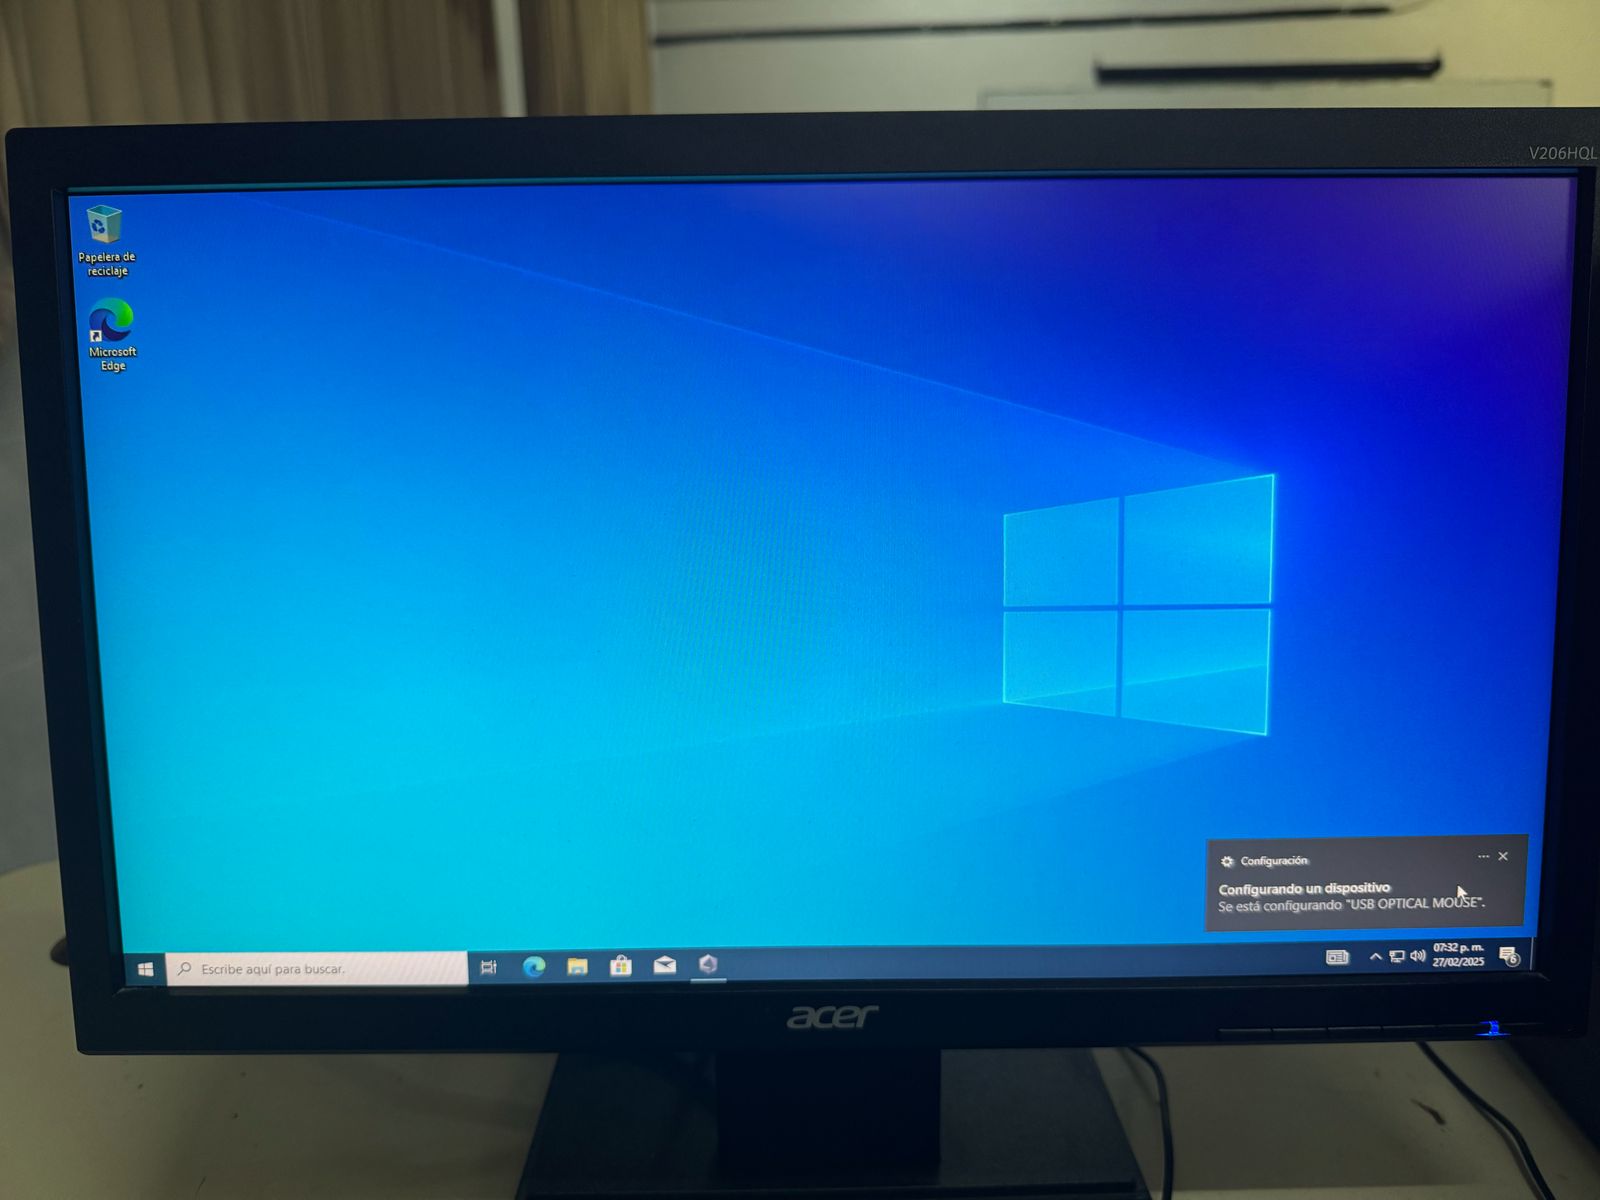 V206HQL
Papelera de
reciclaje
Microsoft
Edge
Configuración
Configurando un dispositivo
Se está configurando "USB OPTICAL MOUSE".
Escribe aquí para buscar.
07:32 p. m.
27/02/2025
6
acer